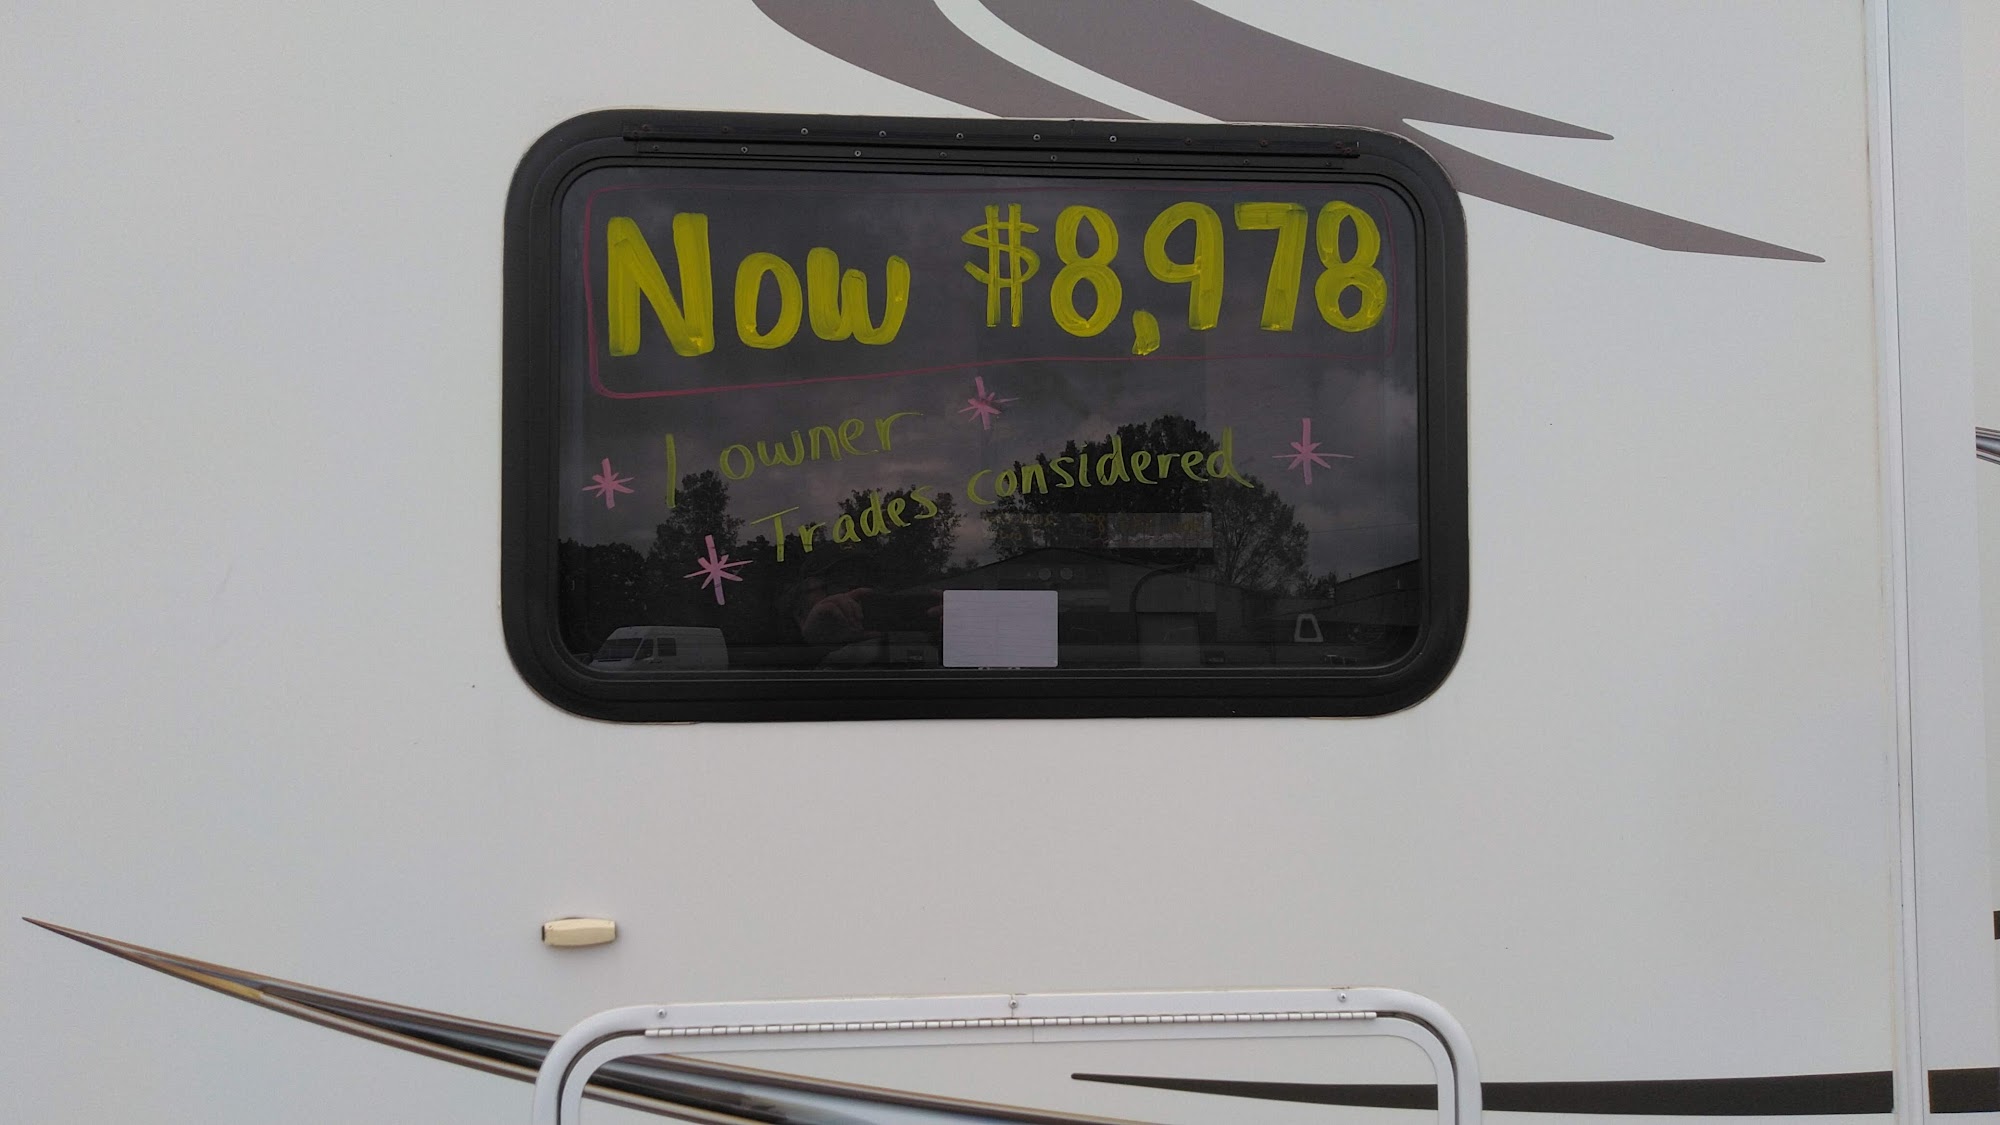 Now $8,978
1 owner
Trades considered